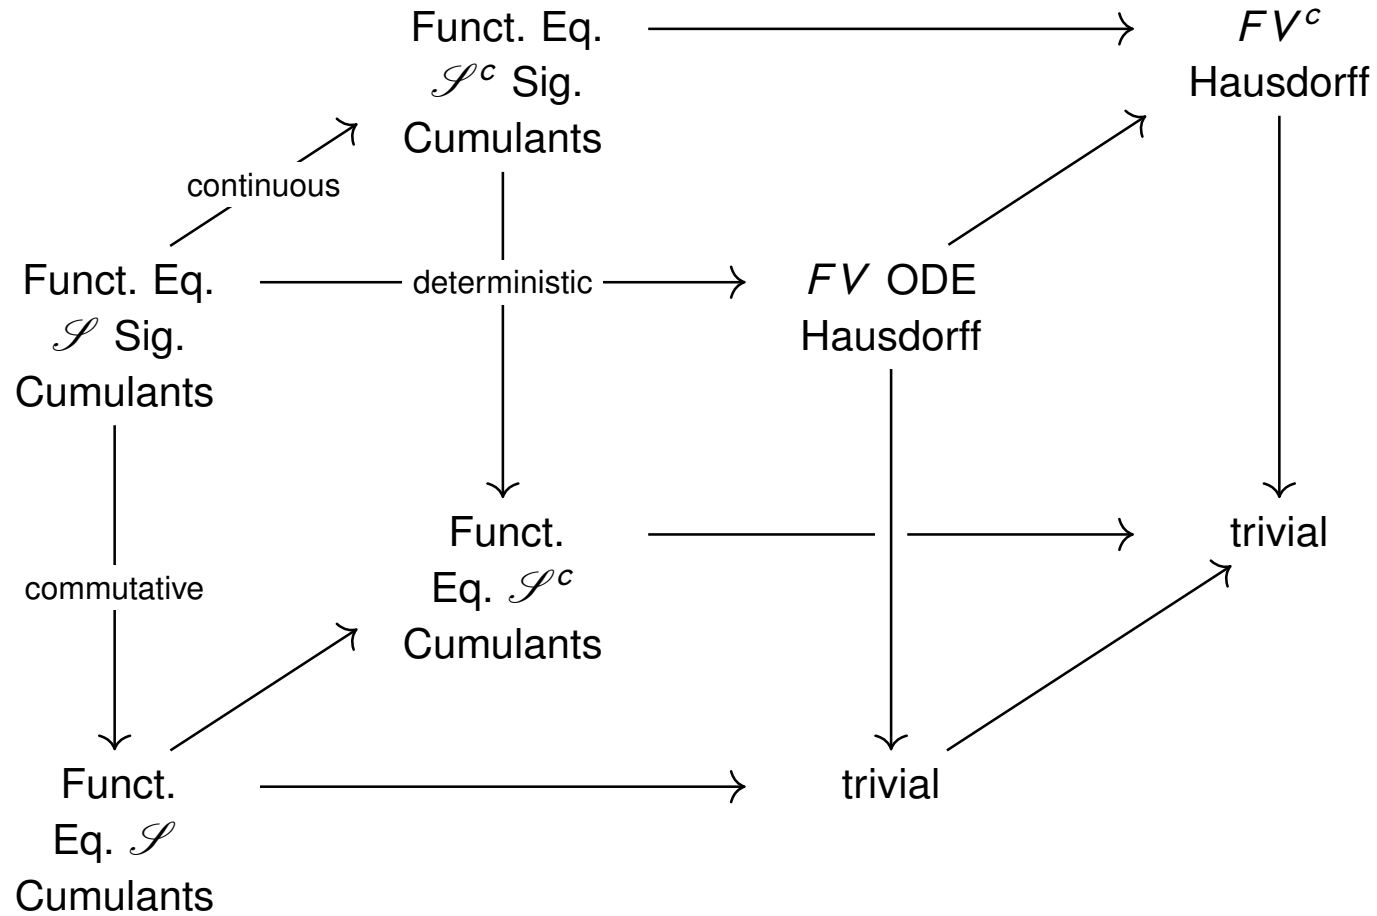 Funct. Eq.
𝒮ᶜ Sig.
Cumulants
FVᶜ
Hausdorff
continuous
Funct. Eq.
𝒮 Sig.
Cumulants
deterministic
FV ODE
Hausdorff
commutative
Funct.
Eq. 𝒮ᶜ
Cumulants
trivial
Funct.
Eq. 𝒮
Cumulants
trivial